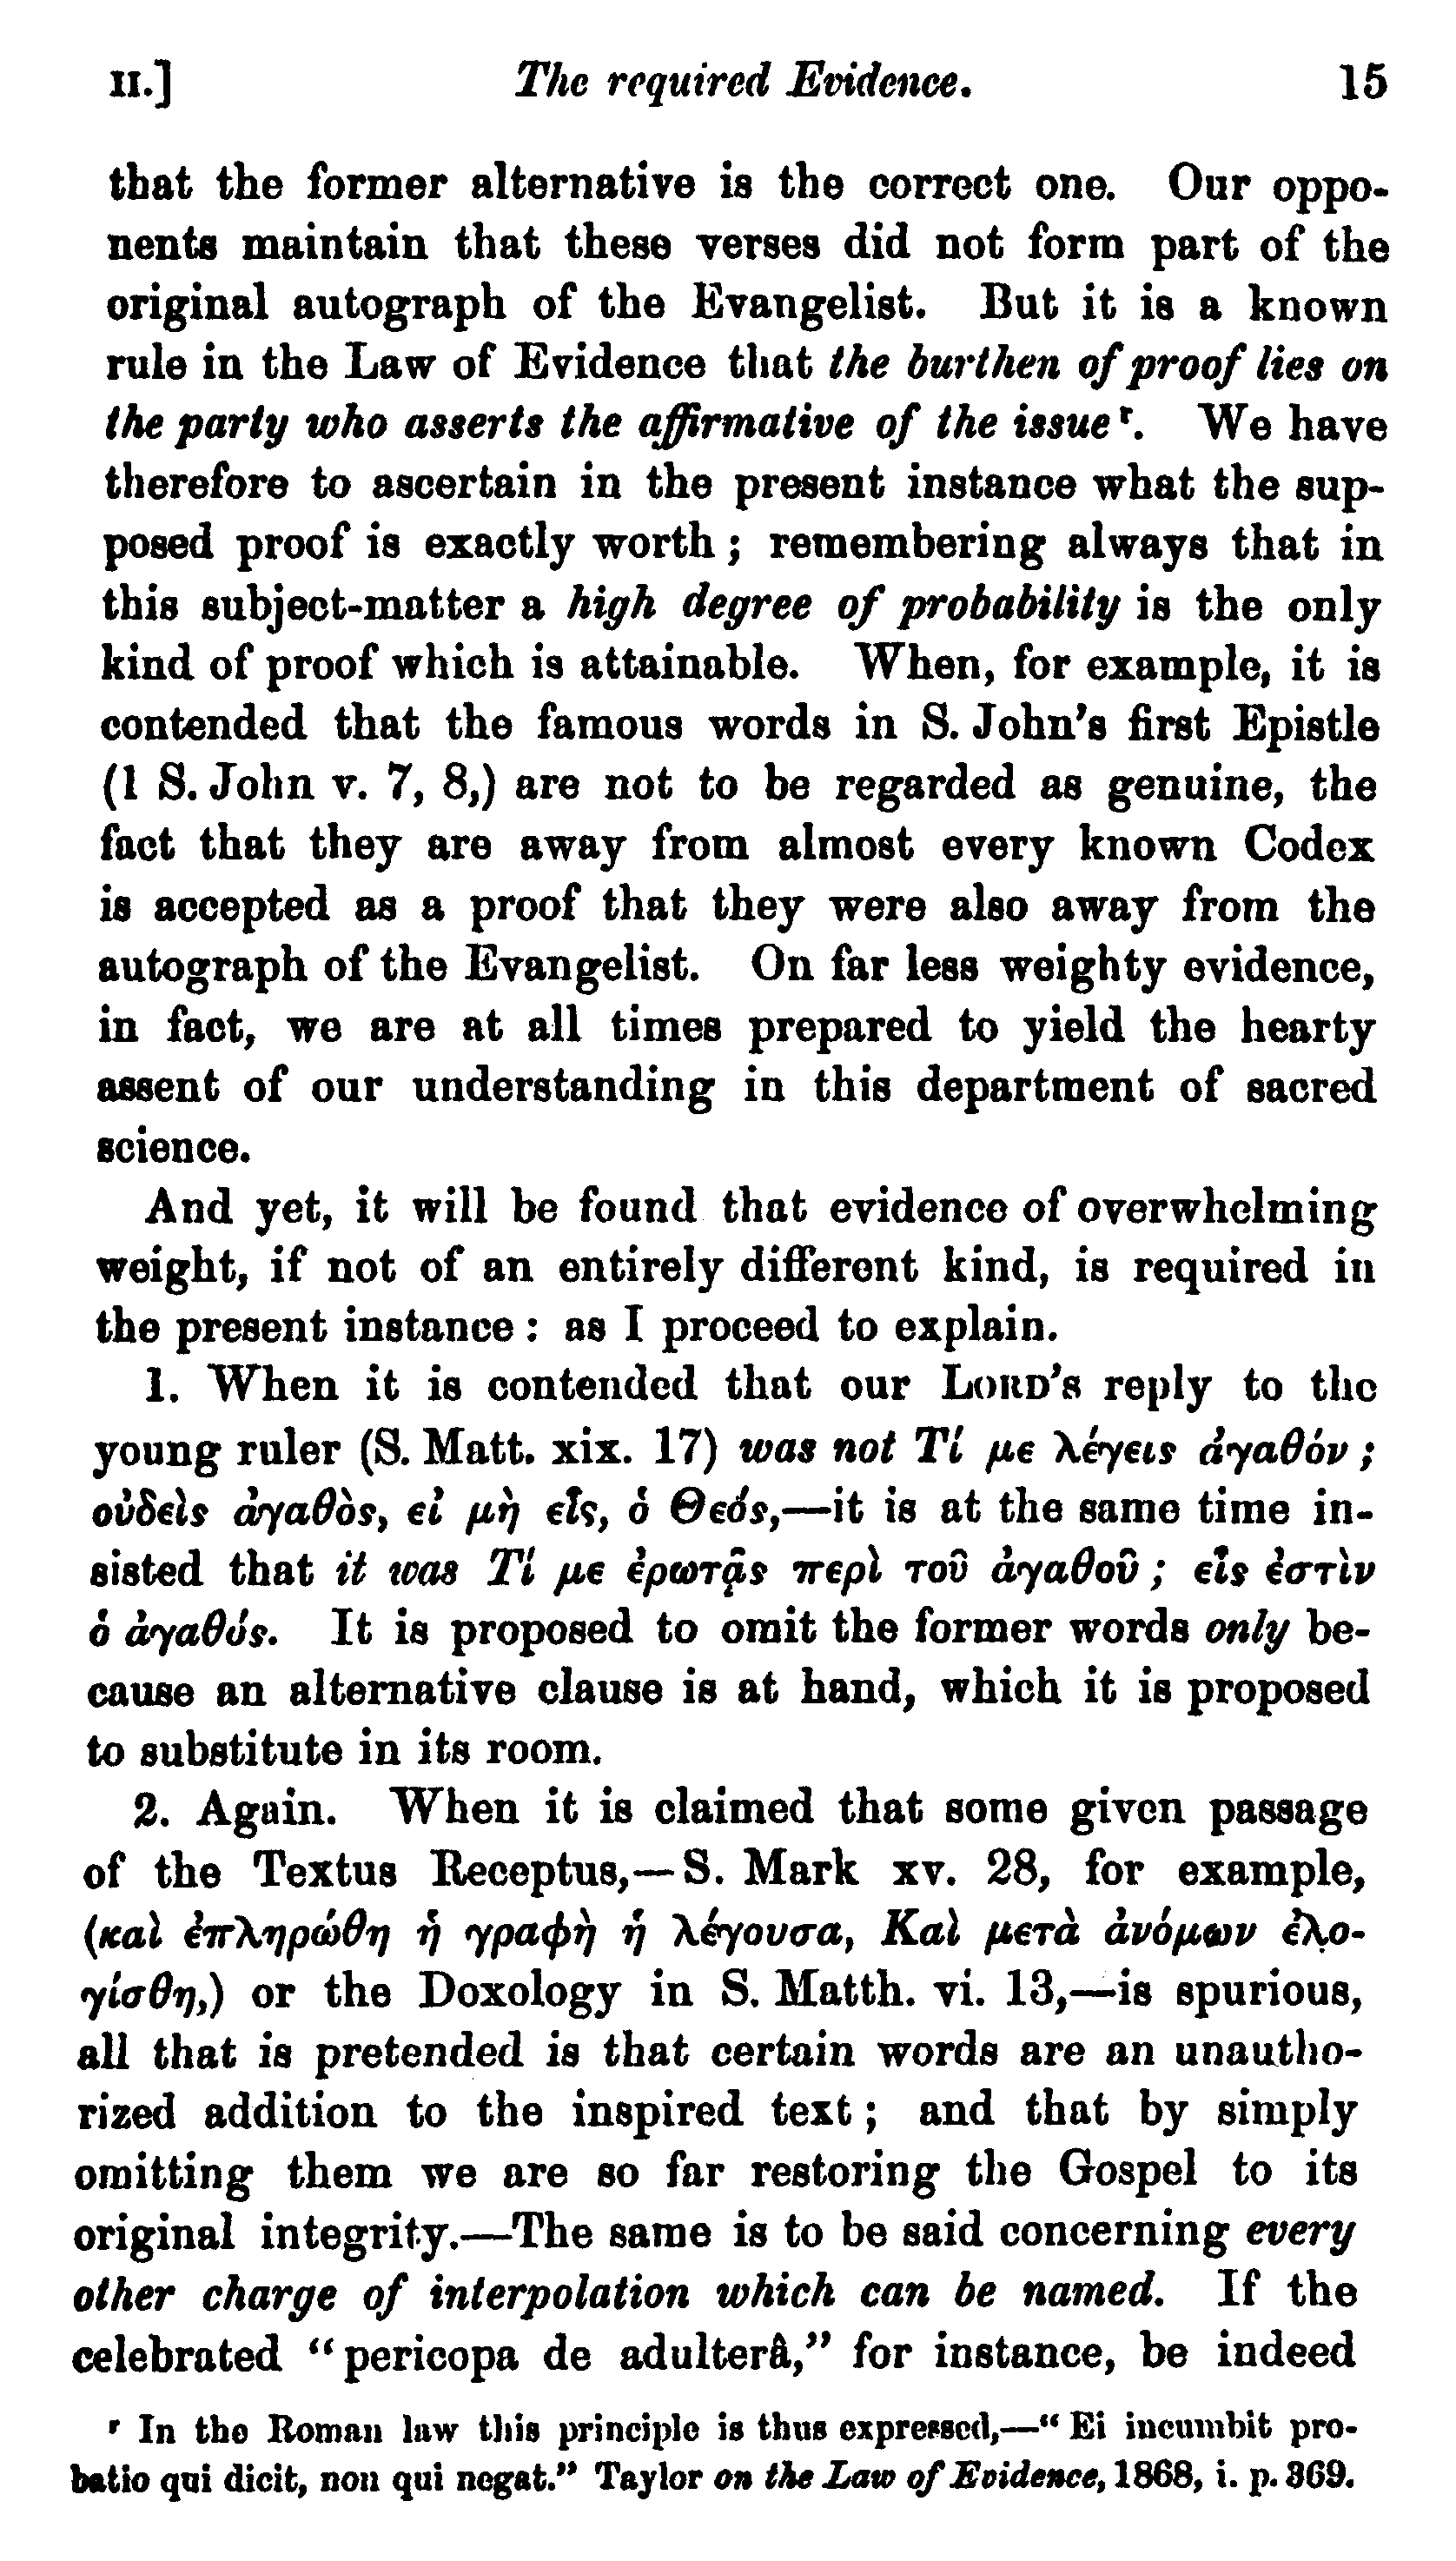 II.] The required Evidence. 15
that the former alternative is the correct one. Our oppo-
nents maintain that these verses did not form part of the
original autograph of the Evangelist. But it is a known
rule in the Law of Evidence that the burthen of proof lies on
the party who asserts the affirmative of the issue r. We have
therefore to ascertain in the present instance what the sup-
posed proof is exactly worth ; remembering always that in
this subject-matter a high degree of probability is the only
kind of proof which is attainable. When, for example, it is
contended that the famous words in S. John's first Epistle
(1 S. John v. 7, 8,) are not to be regarded as genuine, the
fact that they are away from almost every known Codex
is accepted as a proof that they were also away from the
autograph of the Evangelist. On far less weighty evidence,
in fact, we are at all times prepared to yield the hearty
assent of our understanding in this department of sacred
science.
And yet, it will be found that evidence of overwhelming
weight, if not of an entirely different kind, is required in
the present instance : as I proceed to explain.
1. When it is contended that our LORD's reply to the
young ruler (S. Matt. xix. 17) was not Τί με λέγεις ἀγαθόν ;
οὐδεὶς ἀγαθὸς, εἰ μὴ εἷς, ὁ Θεός,—it is at the same time in-
sisted that it was Τί με ἐρωτᾷς περὶ τοῦ ἀγαθοῦ ; εἷς ἐστὶν
ὁ ἀγαθός. It is proposed to omit the former words only be-
cause an alternative clause is at hand, which it is proposed
to substitute in its room.
2. Again. When it is claimed that some given passage
of the Textus Receptus,—S. Mark xv. 28, for example,
(καὶ ἐπληρώθη ἡ γραφὴ ἡ λέγουσα, Καὶ μετὰ ἀνόμων ἐλο-
γίσθη,) or the Doxology in S. Matth. vi. 13,—is spurious,
all that is pretended is that certain words are an unautho-
rized addition to the inspired text ; and that by simply
omitting them we are so far restoring the Gospel to its
original integrity.—The same is to be said concerning every
other charge of interpolation which can be named. If the
celebrated “pericopa de adulterâ,” for instance, be indeed
r In the Roman law this principle is thus expressed,—“Ei incumbit pro-
batio qui dicit, non qui negat.” Taylor on the Law of Evidence, 1868, i. p. 369.